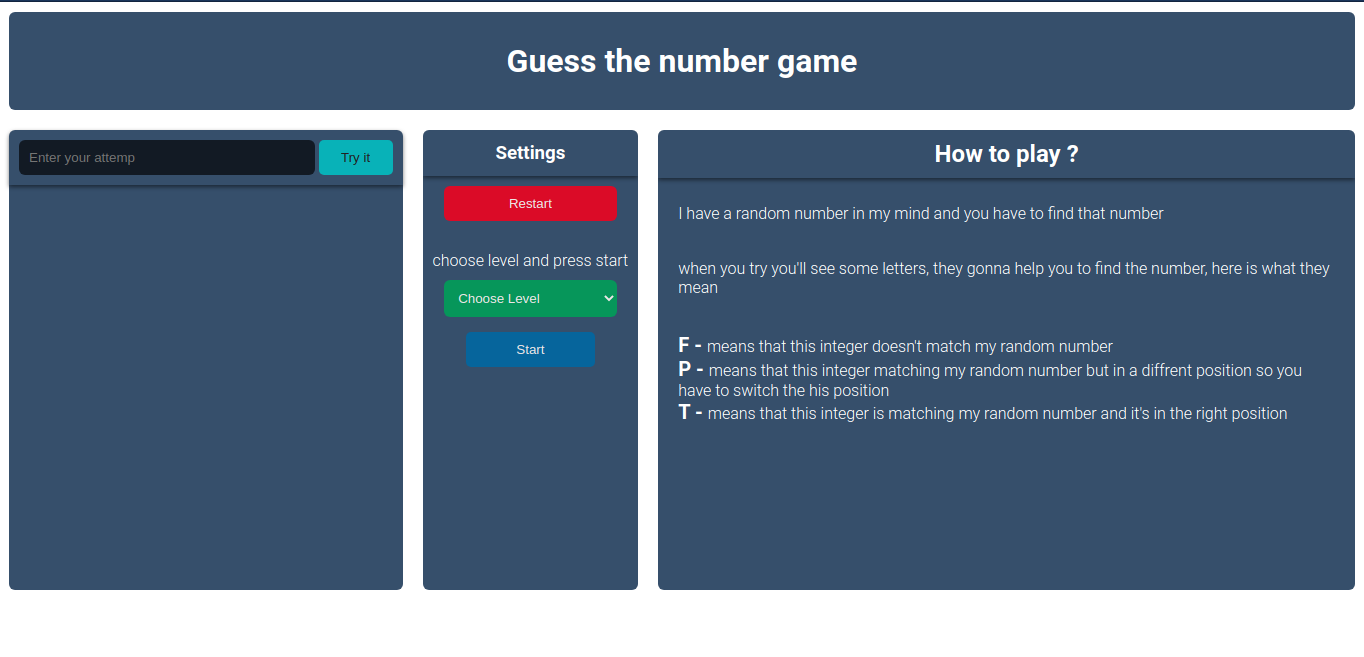 Guess the number game
Enter your attemp
Try it
Settings
Restart
choose level and press start
Choose Level
Start
How to play ?
I have a random number in my mind and you have to find that number
when you try you'll see some letters, they gonna help you to find the number, here is what they
mean
F - means that this integer doesn't match my random number
P - means that this integer matching my random number but in a diffrent position so you
have to switch the his position
T - means that this integer is matching my random number and it's in the right position